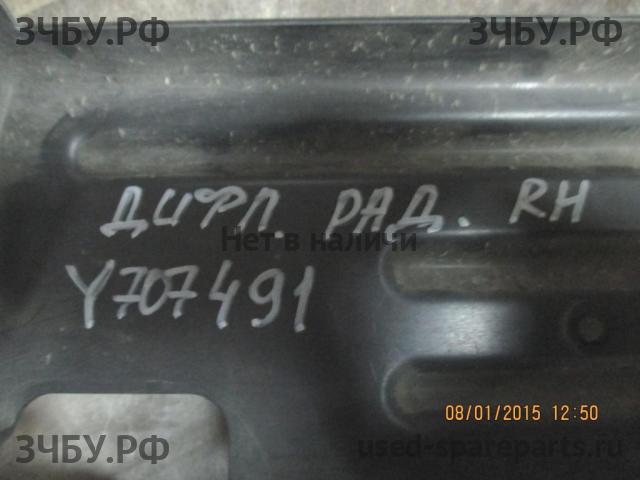 ЗЧБУ.РФ ЗЧБУ.РФ
ДИФЛ. РАД. RH
Нет в наличи
Y707491
08/01/2015 12:50
ЗЧБУ.РФ used-spareparts.ru